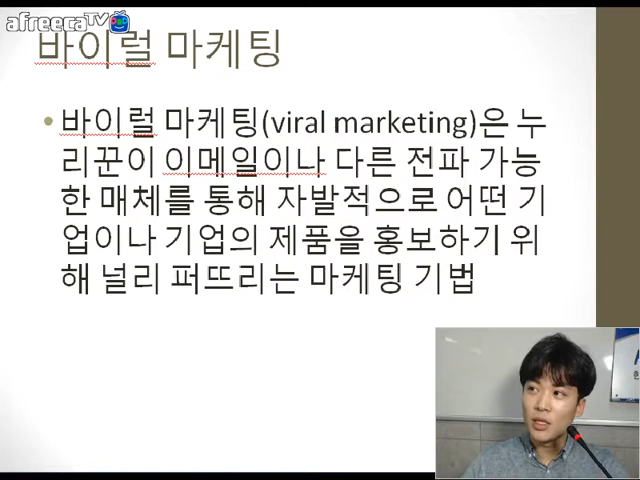 afreecaTV
바이럴 마케팅
• 바이럴 마케팅(viral marketing)은 누
리꾼이 이메일이나 다른 전파 가능
한 매체를 통해 자발적으로 어떤 기
업이나 기업의 제품을 홍보하기 위
해 널리 퍼뜨리는 마케팅 기법